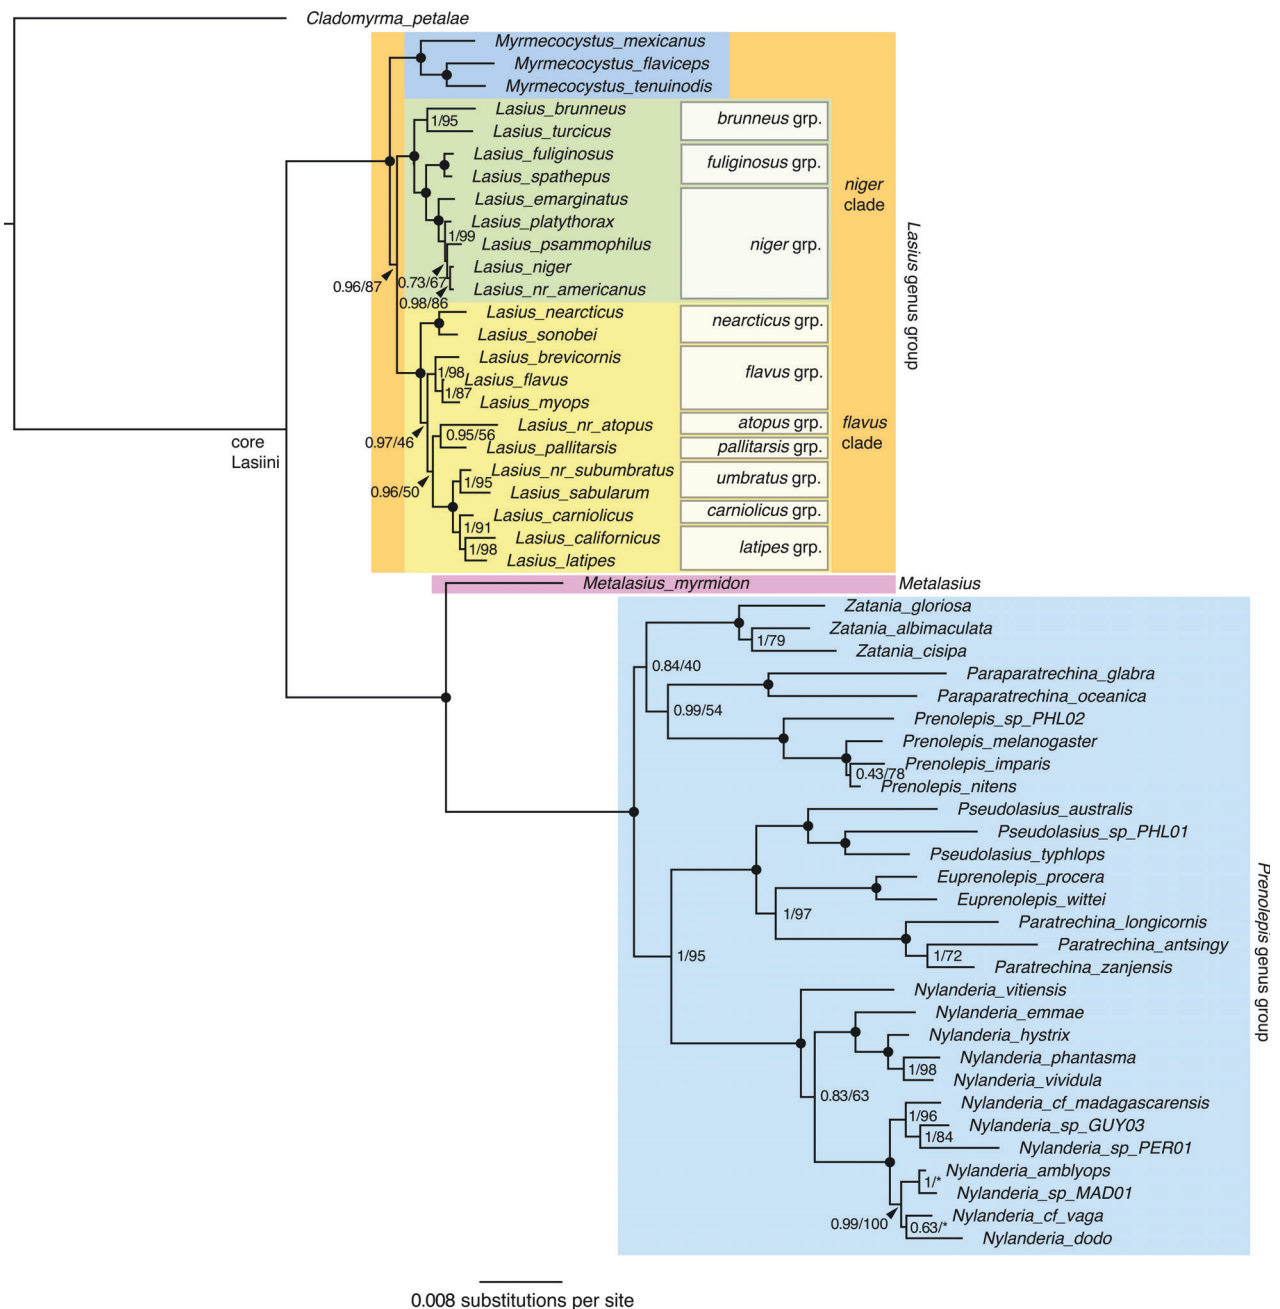 Cladomyrma_petalae
Myrmecocystus_mexicanus
Myrmecocystus_flaviceps
Myrmecocystus_tenuinodis
Lasius_brunneus
1/95
Lasius_turcicus
brunneus grp.
Lasius_fuliginosus
Lasius_spathepus
fuliginosus grp.
niger
clade
Lasius_emarginatus
Lasius_platythorax
1/99
Lasius_psammophilus
niger grp.
Lasius_niger
0.73/67
0.96/87
Lasius_nr_americanus
0.98/86
Lasius genus group
Lasius_nearcticus
Lasius_sonobei
nearcticus grp.
Lasius_brevicornis
1/98
Lasius_flavus
1/87
Lasius_myops
flavus grp.
Lasius_nr_atopus
atopus grp.
flavus
clade
0.95/56
0.97/46
Lasius_pallitarsis
pallitarsis grp.
core
Lasiini
Lasius_nr_subumbratus
1/95
0.96/50
Lasius_sabularum
umbratus grp.
Lasius_carniolicus
carniolicus grp.
1/91
Lasius_californicus
1/98
Lasius_latipes
latipes grp.
Metalasius_myrmidon
Metalasius
Zatania_gloriosa
Zatania_albimaculata
1/79
Zatania_cisipa
0.84/40
Paraparatrechina_glabra
Paraparatrechina_oceanica
0.99/54
Prenolepis_sp_PHL02
Prenolepis_melanogaster
Prenolepis_imparis
0.43/78
Prenolepis_nitens
Pseudolasius_australis
Pseudolasius_sp_PHL01
Pseudolasius_typhlops
Euprenolepis_procera
Euprenolepis_wittei
1/97
Paratrechina_longicornis
Paratrechina_antsingy
1/72
Paratrechina_zanjensis
1/95
Prenolepis genus group
Nylanderia_vitiensis
Nylanderia_emmae
Nylanderia_hystrix
Nylanderia_phantasma
1/98
Nylanderia_vividula
0.83/63
Nylanderia_cf_madagascarensis
1/96
Nylanderia_sp_GUY03
1/84
Nylanderia_sp_PER01
Nylanderia_amblyops
1/*
Nylanderia_sp_MAD01
Nylanderia_cf_vaga
0.99/100
0.63/*
Nylanderia_dodo
0.008 substitutions per site